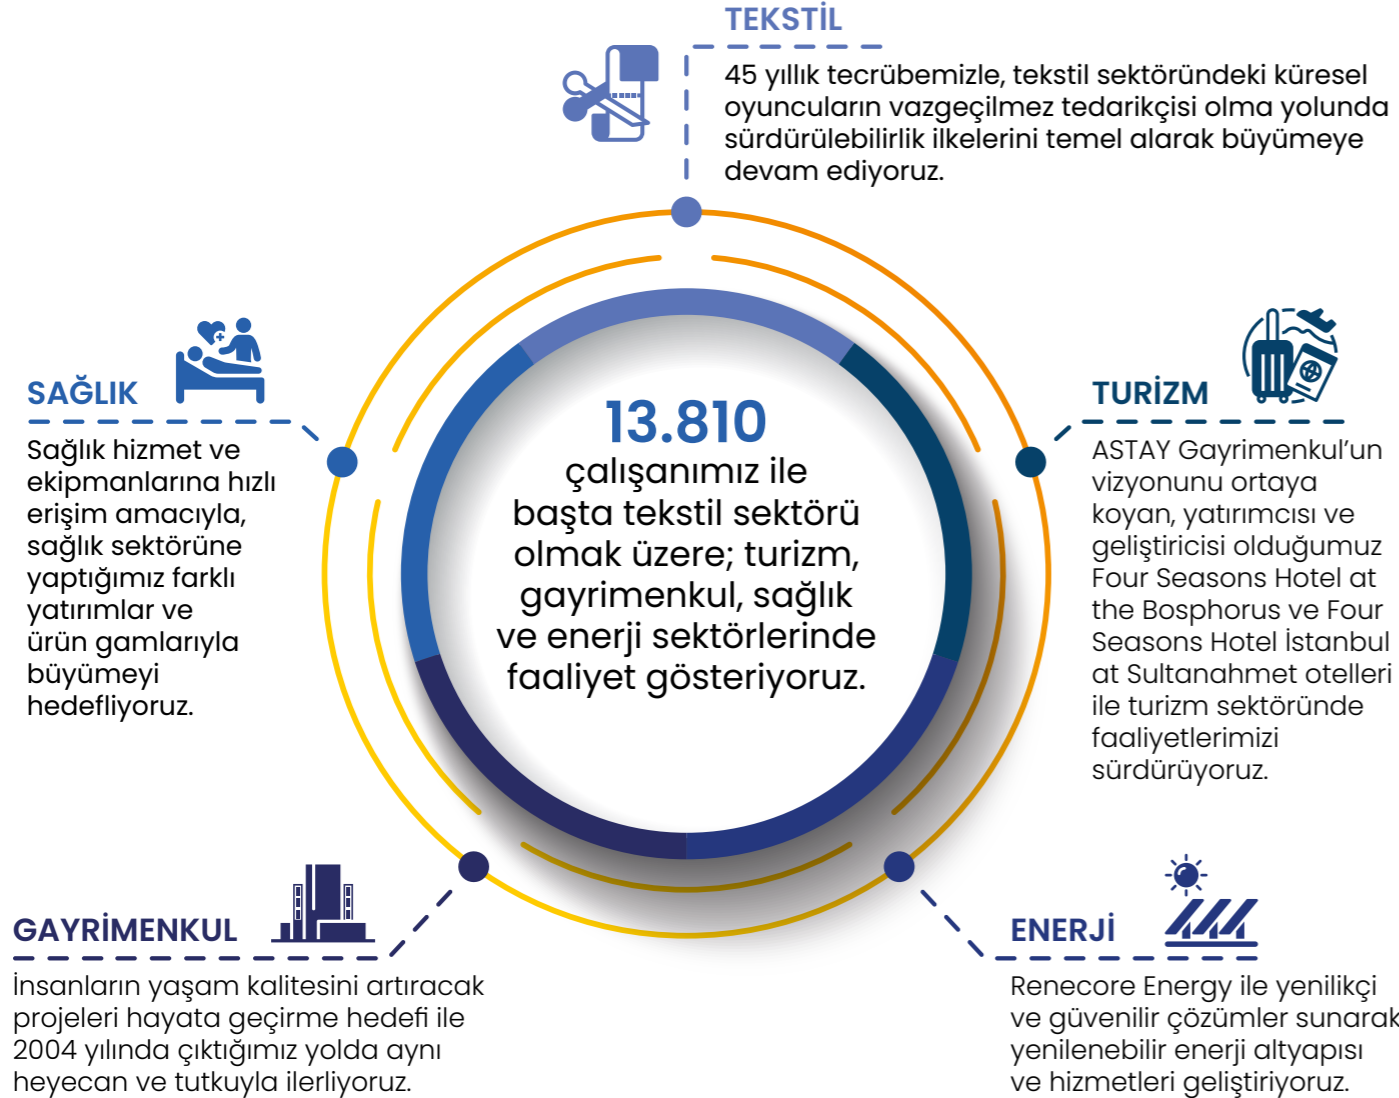 TEKSTİL
45 yıllık tecrübemizle, tekstil sektöründeki küresel
oyuncuların vazgeçilmez tedarikçisi olma yolunda
sürdürülebilirlik ilkelerini temel alarak büyümeye
devam ediyoruz.
SAĞLIK
Sağlık hizmet ve
ekipmanlarına hızlı
erişim amacıyla,
sağlık sektörüne
yaptığımız farklı
yatırımlar ve
ürün gamlarıyla
büyümeyi
hedefliyoruz.
13.810
çalışanımız ile
başta tekstil sektörü
olmak üzere; turizm,
gayrimenkul, sağlık
ve enerji sektörlerinde
faaliyet gösteriyoruz.
TURİZM
ASTAY Gayrimenkul’un
vizyonunu ortaya
koyan, yatırımcısı ve
geliştiricisi olduğumuz
Four Seasons Hotel at
the Bosphorus ve Four
Seasons Hotel İstanbul
at Sultanahmet otelleri
ile turizm sektöründe
faaliyetlerimizi
sürdürüyoruz.
GAYRİMENKUL
İnsanların yaşam kalitesini artıracak
projeleri hayata geçirme hedefi ile
2004 yılında çıktığımız yolda aynı
heyecan ve tutkuyla ilerliyoruz.
ENERJİ
Renecore Energy ile yenilikçi
ve güvenilir çözümler sunarak
yenilenebilir enerji altyapısı
ve hizmetleri geliştiriyoruz.